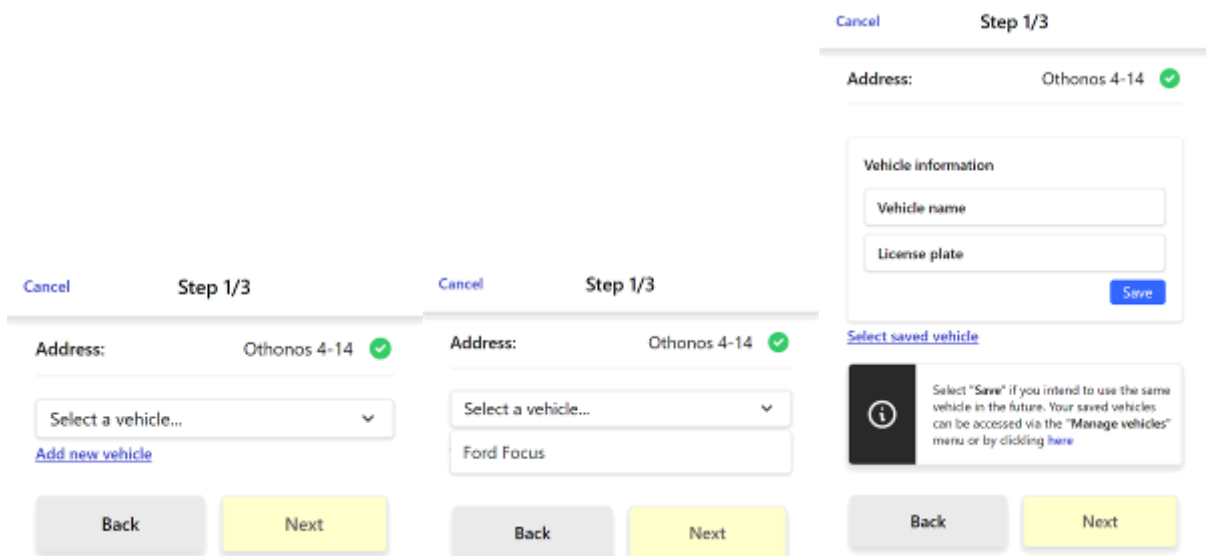 Cancel Step 1/3
Address: Othonos 4-14
Select a vehicle...
Add new vehicle
Back Next
Cancel Step 1/3
Address: Othonos 4-14
Select a vehicle...
Ford Focus
Back Next
Cancel Step 1/3
Address: Othonos 4-14
Vehicle information
Vehicle name
License plate
Save
Select saved vehicle
Select "Save" if you intend to use the same
vehicle in the future. Your saved vehicles
can be accessed via the "Manage vehicles"
menu or by clickling here
Back Next